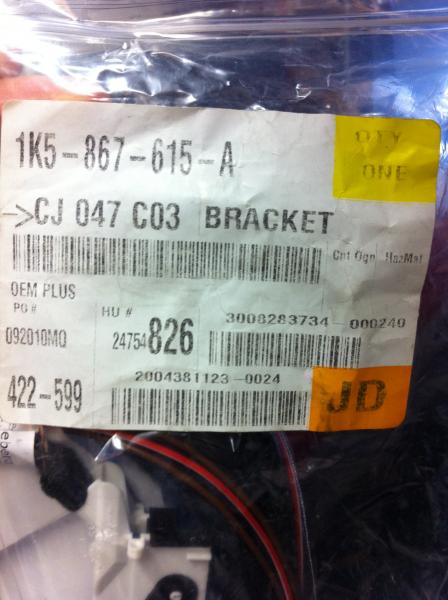 1K5-867-615-A
QTY
ONE
>CJ 047 C03 BRACKET
Cnt Ogn HazMat
OEM PLUS
PO #
HU #
092010MQ
24754826
3008283734-000240
2004381123-0024
422-599
JD